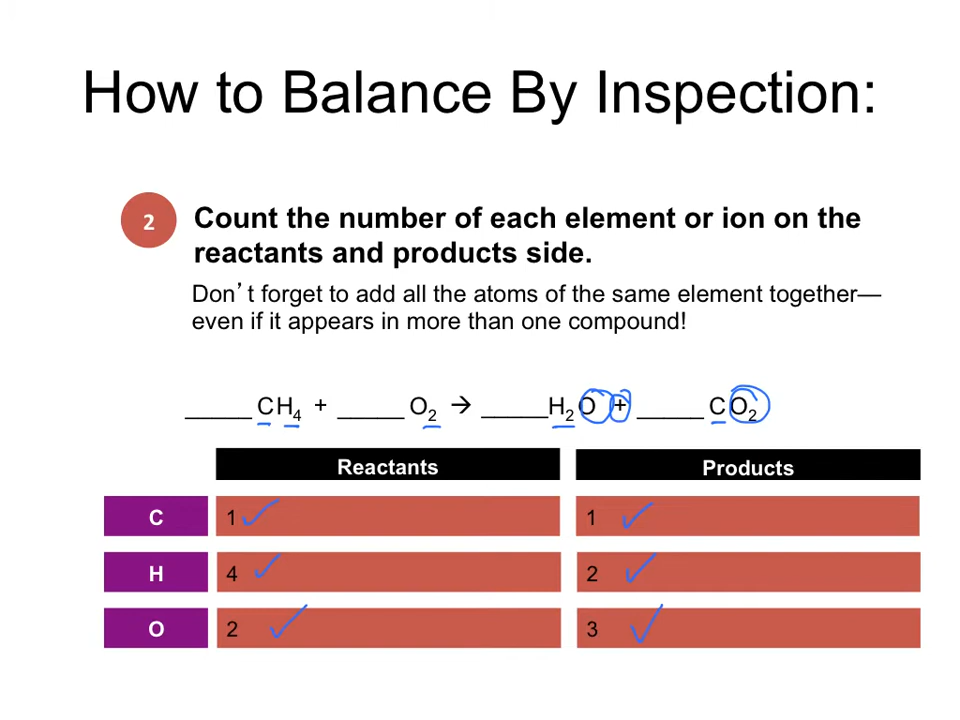 How to Balance By Inspection:
2
Count the number of each element or ion on the
reactants and products side.
Don't forget to add all the atoms of the same element together—
even if it appears in more than one compound!
_____ CH₄ + _____ O₂ → _____H₂O + _____ CO₂
Reactants Products
C 1 1
H 4 2
O 2 3